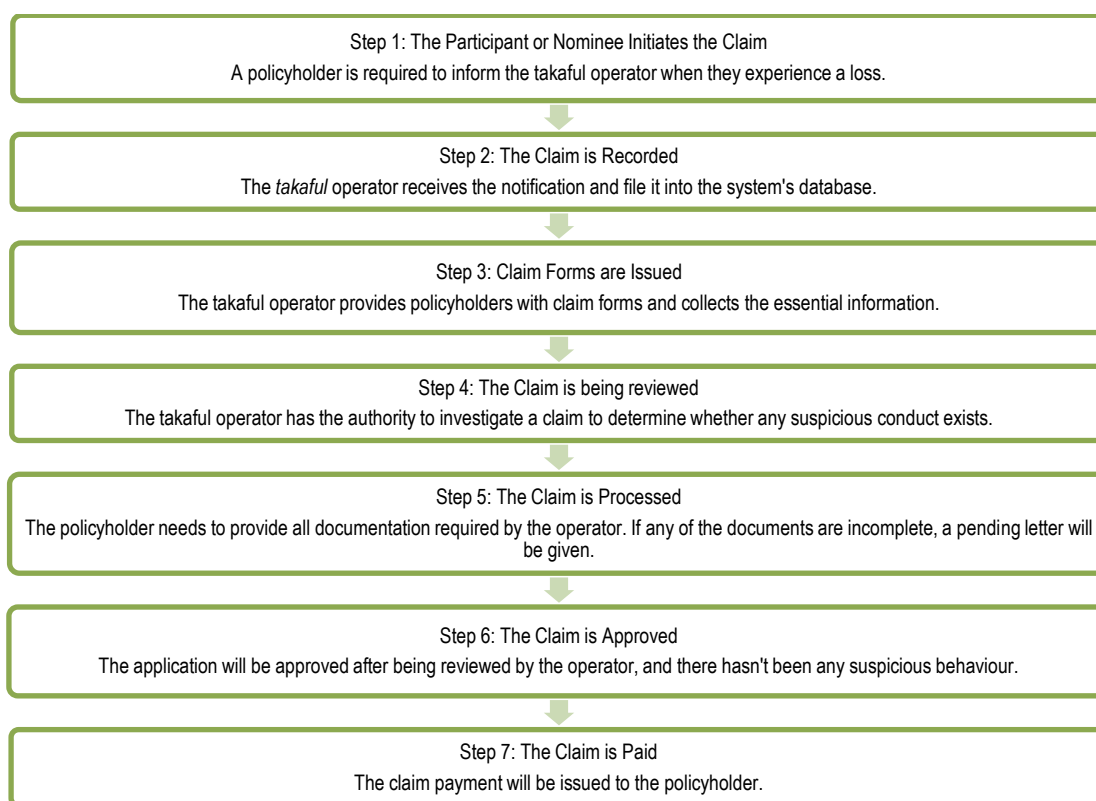 Step 1: The Participant or Nominee Initiates the Claim
A policyholder is required to inform the takaful operator when they experience a loss.
Step 2: The Claim is Recorded
The takaful operator receives the notification and file it into the system's database.
Step 3: Claim Forms are Issued
The takaful operator provides policyholders with claim forms and collects the essential information.
Step 4: The Claim is being reviewed
The takaful operator has the authority to investigate a claim to determine whether any suspicious conduct exists.
Step 5: The Claim is Processed
The policyholder needs to provide all documentation required by the operator. If any of the documents are incomplete, a pending letter will
be given.
Step 6: The Claim is Approved
The application will be approved after being reviewed by the operator, and there hasn't been any suspicious behaviour.
Step 7: The Claim is Paid
The claim payment will be issued to the policyholder.